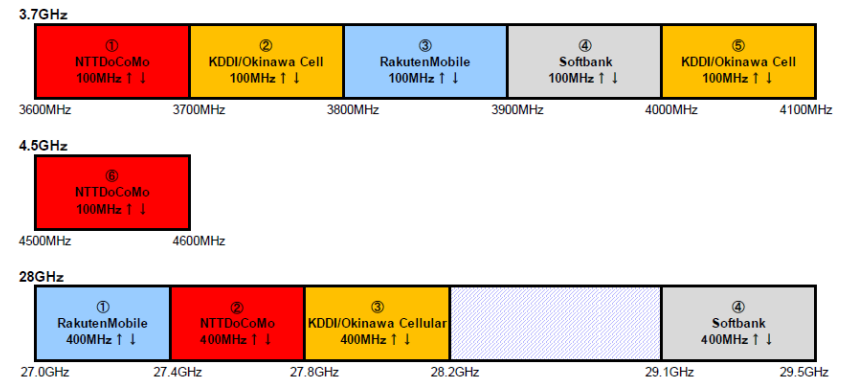 3.7GHz
①
NTTDoCoMo
100MHz↑↓
②
KDDI/Okinawa Cell
100MHz↑↓
③
RakutenMobile
100MHz↑↓
④
Softbank
100MHz↑↓
⑤
KDDI/Okinawa Cell
100MHz↑↓
3600MHz 3700MHz 3800MHz 3900MHz 4000MHz 4100MHz
4.5GHz
⑥
NTTDoCoMo
100MHz↑↓
4500MHz 4600MHz
28GHz
①
RakutenMobile
400MHz↑↓
②
NTTDoCoMo
400MHz↑↓
③
KDDI/Okinawa Cellular
400MHz↑↓
④
Softbank
400MHz↑↓
27.0GHz 27.4GHz 27.8GHz 28.2GHz 29.1GHz 29.5GHz